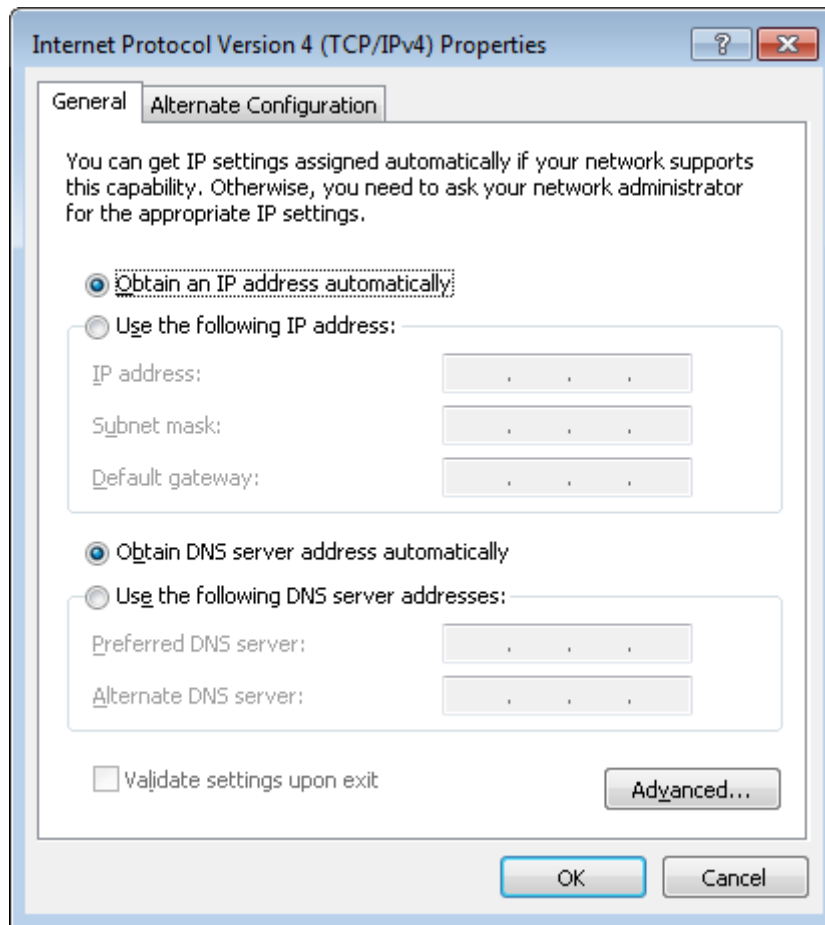 Internet Protocol Version 4 (TCP/IPv4) Properties
General
Alternate Configuration
You can get IP settings assigned automatically if your network supports
this capability. Otherwise, you need to ask your network administrator
for the appropriate IP settings.
Obtain an IP address automatically
Use the following IP address:
IP address:
Subnet mask:
Default gateway:
Obtain DNS server address automatically
Use the following DNS server addresses:
Preferred DNS server:
Alternate DNS server:
Validate settings upon exit
Advanced...
OK
Cancel